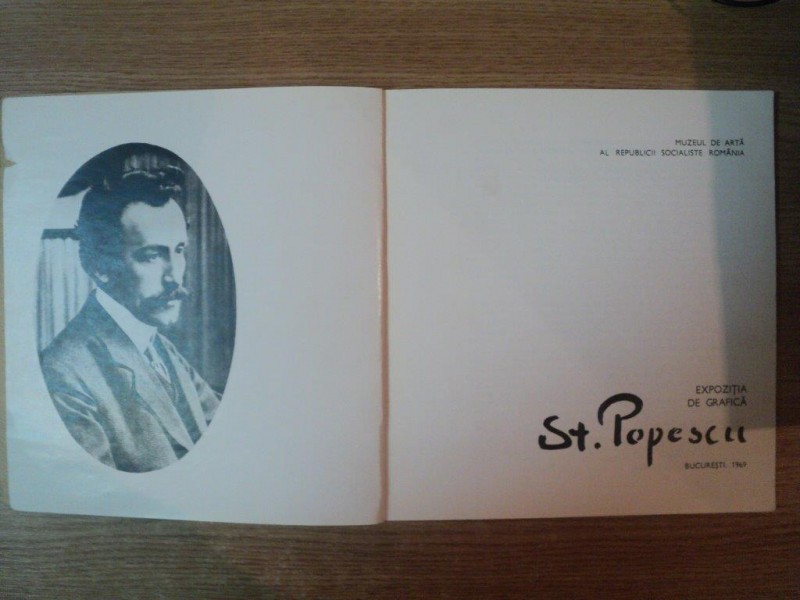 MUZEUL DE ARTĂ
AL REPUBLICII SOCIALISTE ROMÂNIA
EXPOZIȚIA
DE GRAFICĂ
St. Popescu
BUCUREȘTI, 1969